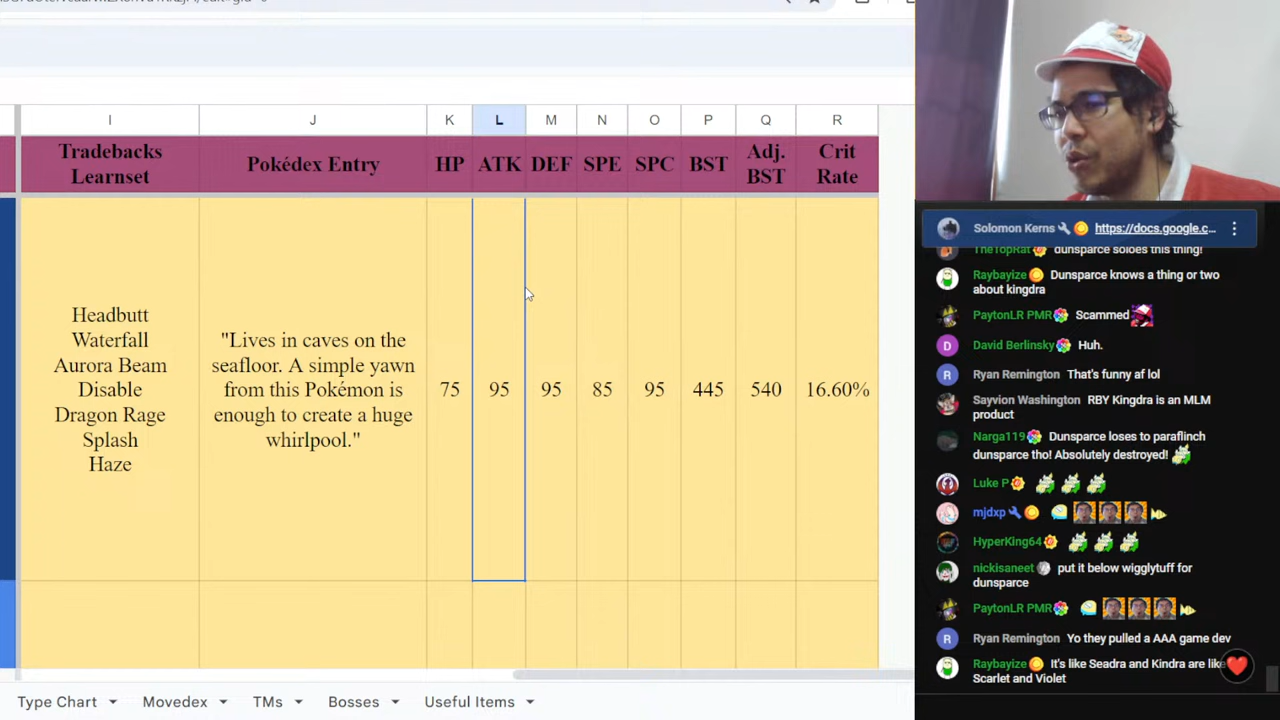 I J K L M N O P Q R
Tradebacks
Learnset
Pokédex Entry
HP ATK DEF SPE SPC BST
Adj.
BST
Crit
Rate
Headbutt
Waterfall
Aurora Beam
Disable
Dragon Rage
Splash
Haze
"Lives in caves on the
seafloor. A simple yawn
from this Pokémon is
enough to create a huge
whirlpool."
75 95 95 85 95 445 540 16.60%
Type Chart Movedex TMs Bosses Useful Items
Solomon Kerns https://docs.google.c...
TheTopRat dunsparce soloes this thing!
Raybayize Dunsparce knows a thing or two
about kingdra
PaytonLR PMR Scammed
David Berlinsky Huh.
Ryan Remington That's funny af lol
Sayvion Washington RBY Kingdra is an MLM
product
Narga119 Dunsparce loses to paraflinch
dunsparce tho! Absolutely destroyed!
Luke P
mjdxp
HyperKing64
nickisaneet put it below wigglytuff for
dunsparce
PaytonLR PMR
Ryan Remington Yo they pulled a AAA game dev
Raybayize It's like Seadra and Kindra are like
Scarlet and Violet